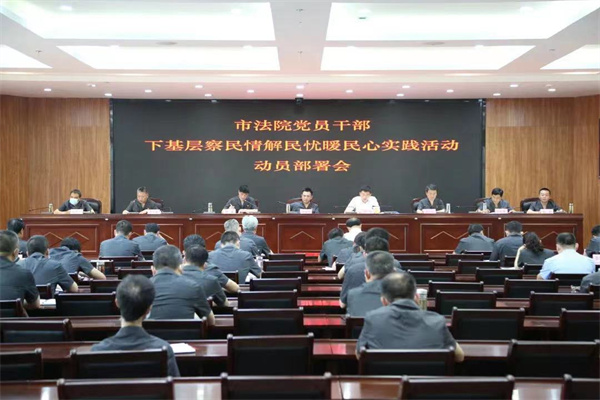 市法院党员干部
下基层察民情解民忧暖民心实践活动
动员部署会